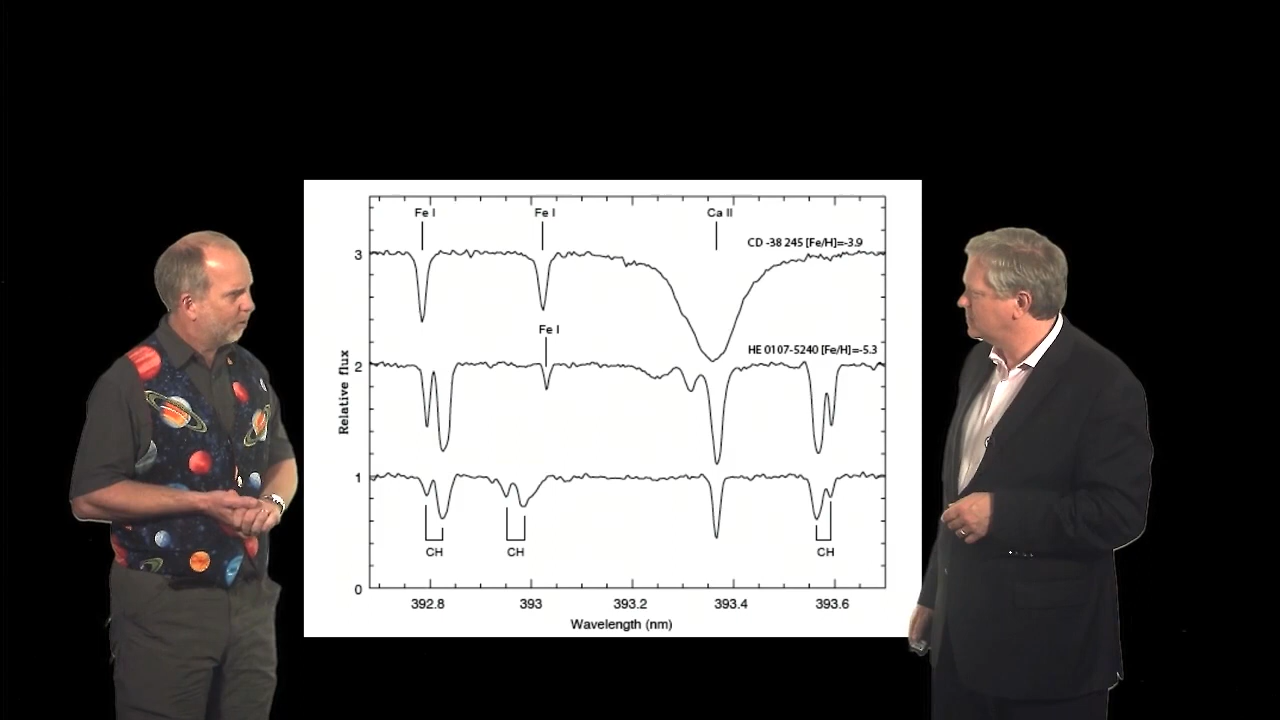 Fe I Fe I Ca II
CD -38 245 [Fe/H]=-3.9
3
Fe I
HE 0107-5240 [Fe/H]=-5.3
2
Relative flux
1
CH CH CH
0
392.8 393 393.2 393.4 393.6
Wavelength (nm)